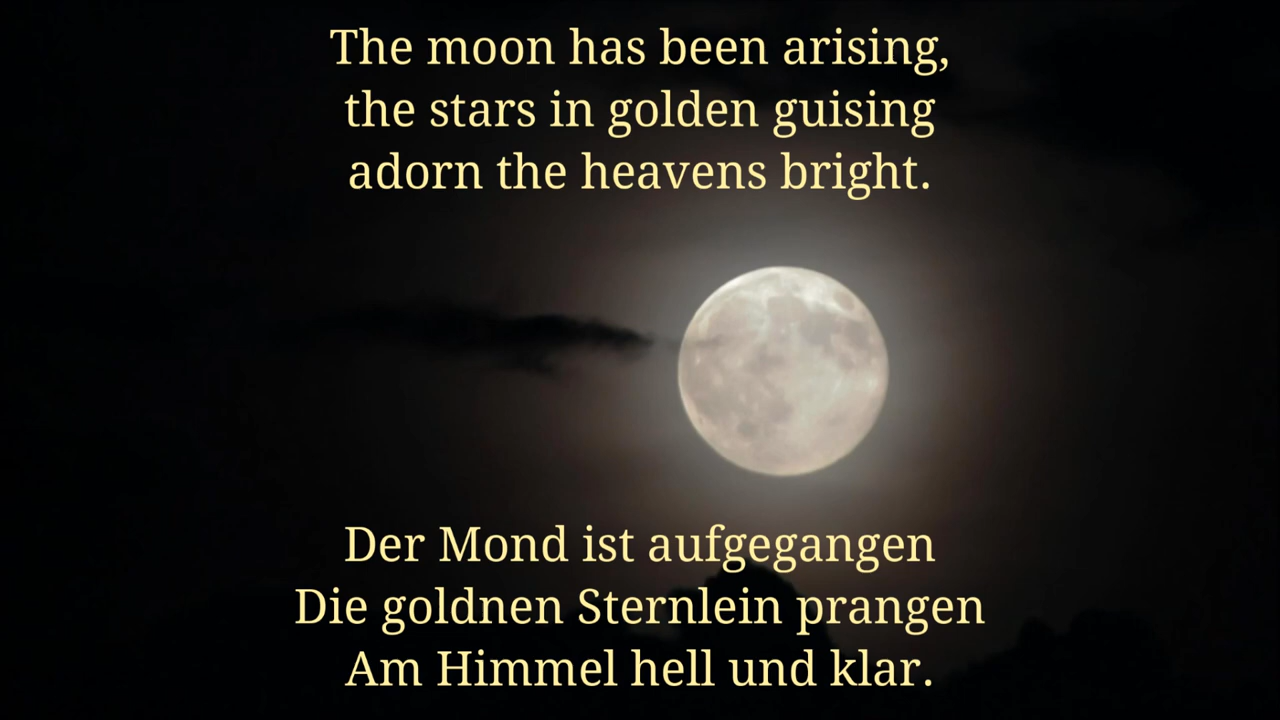 The moon has been arising,
the stars in golden guising
adorn the heavens bright.
Der Mond ist aufgegangen
Die goldnen Sternlein prangen
Am Himmel hell und klar.